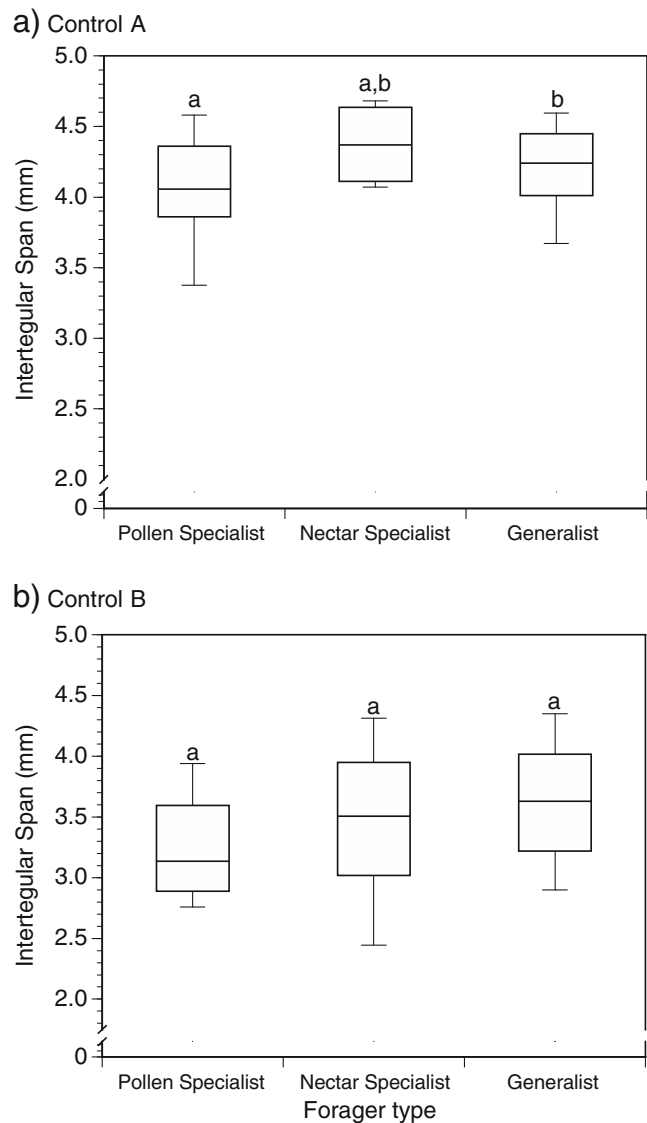 a) Control A
5.0
4.5
4.0
3.5
3.0
2.5
2.0
0
Intertegular Span (mm)
a
a,b
b
Pollen Specialist Nectar Specialist Generalist
b) Control B
5.0
4.5
4.0
3.5
3.0
2.5
2.0
0
Intertegular Span (mm)
a
a
a
Pollen Specialist Nectar Specialist Generalist
Forager type